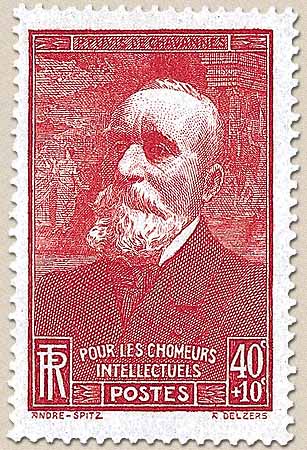 P. PUVIS DE CHAVANNES
RF
POUR LES CHOMEURS
INTELLECTUELS
40c
+10c
POSTES
ANDRE-SPITZ
A. DELZERS